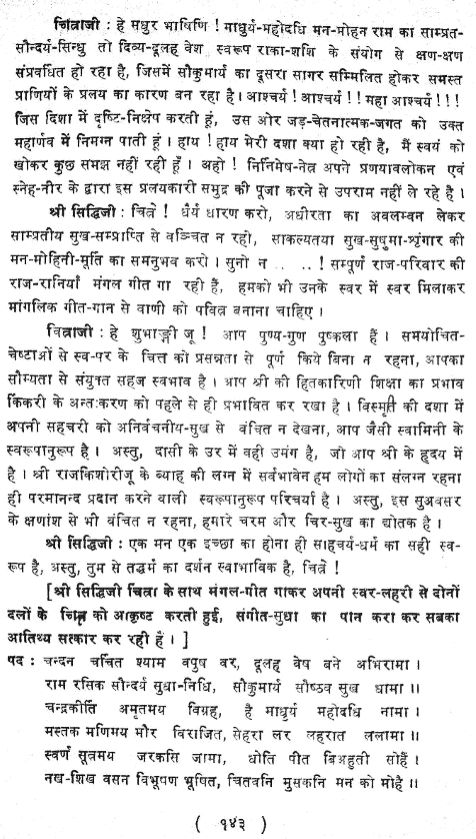 चित्राजी : हे मधुर भाषिणि ! माधुर्य-महोदधि मन-मोहन राम का साम्प्रत-
सौन्दर्य-सिन्धु तो दिव्य-दूलह वेश स्वरूप राका-शशि के संयोग से क्षण-क्षण
संप्रवर्धित हो रहा है, जिसमें सौकुमार्य का दूसरा सागर सम्मिलित होकर समस्त
प्राणियों के प्रलय का कारण बन रहा है। आश्चर्य ! आश्चर्य ! ! महा आश्चर्य ! ! !
जिस दिशा में दृष्टि-निक्षेप करती हूं, उस ओर जड़-चेतनात्मक-जगत को उक्त
महार्णव में निमग्न पाती हूं। हाय ! हाय मेरी दशा क्या हो रही है, मैं स्वयं को
खोकर कुछ समझ नहीं रही हूँ । अहो ! निनिमेष-नेत्र अपने प्रणयावलोकन एवं
स्नेह-नीर के द्वारा इस प्रलयकारी समुद्र की पूजा करने से उपराम नहीं ले रहे है ।
श्री सिद्धिजी : चित्रे ! धैर्य धारण करो, अधीरता का अवलम्बन लेकर
साम्प्रतीय सुख-सम्प्राप्ति से वञ्चित न रहो, साकल्यतया सुख-सुषुमा-श्रृंगार की
मन-मोहिनी-मूर्ति का समनुभव करो । सुनो न . . . . ! सम्पूर्ण राज-परिवार की
राज-रानियाँ मंगल गीत गा रही हैं, हमको भी उनके स्वर में स्वर मिलाकर
मांगलिक गीत-गान से वाणी को पवित्र बनाना चाहिए ।
चित्राजी : हे शुभाङ्गी जू ! आप पुण्य-गुण पुष्कला हैं । समयोचित-
चेष्टाओं से स्व-पर के चित्त को प्रसन्नता से पूर्ण किये बिना न रहना, आपका
सौम्यता से संयुक्त सहज स्वभाव है । आप श्री की हितकारिणी शिक्षा का प्रभाव
किंकरी के अन्तःकरण को पहले से ही प्रभावित कर रखा है । विस्मृति की दशा में
अपनी सहचरी को अनिर्वचनीय-सुख से वंचित न देखना, आप जैसी स्वामिनी के
स्वरूपानुरूप है । अस्तु, दासी के उर में वही उमंग है, जो आप श्री के हृदय में
है । श्री राजकिशोरीजू के ब्याह की लग्न में सर्वभावेन हम लोगों का संलग्न रहना
ही परमानन्द प्रदान करने वाली स्वरूपानुरूप परिचर्या है । अस्तु, इस सुअवसर
के क्षणांश से भी वंचित न रहना, हमारे चरम और चिर-सुख का द्योतक है ।
श्री सिद्धिजी : एक मन एक इच्छा का होना ही साहचर्य-धर्म का सही स्व-
रूप है, अस्तु, तुम से तद्धर्म का दर्शन स्वाभाविक है, चित्रे !
[श्री सिद्धिजी चित्रा के साथ मंगल-गीत गाकर अपनी स्वर-लहरी से दोनों
दलों के चित्त को आकृष्ट करती हुई, संगीत-सुधा का पान करा कर सबका
आतिथ्य सत्कार कर रही हैं । ]
पद : चन्दन चर्चित श्याम वपुष वर, दूलह वेष बने अभिरामा ।
राम रसिक सौन्दर्य सुधा-निधि, सौकुमार्य सौष्ठव सुख धामा ।।
चन्द्रकीर्ति अमृतमय विग्रह, है माधुर्य महोदधि नामा ।
मस्तक मणिमय मौर विराजित, सेहरा लर लहरात ललामा ।।
स्वर्ण सूत्रमय जरकसि जामा, धोति पीत बिअहुती सोहैं ।
नख-शिख वसन विभूषण भूषित, चितवनि मुसकनि मन को मोहै ।।
( १४३ )